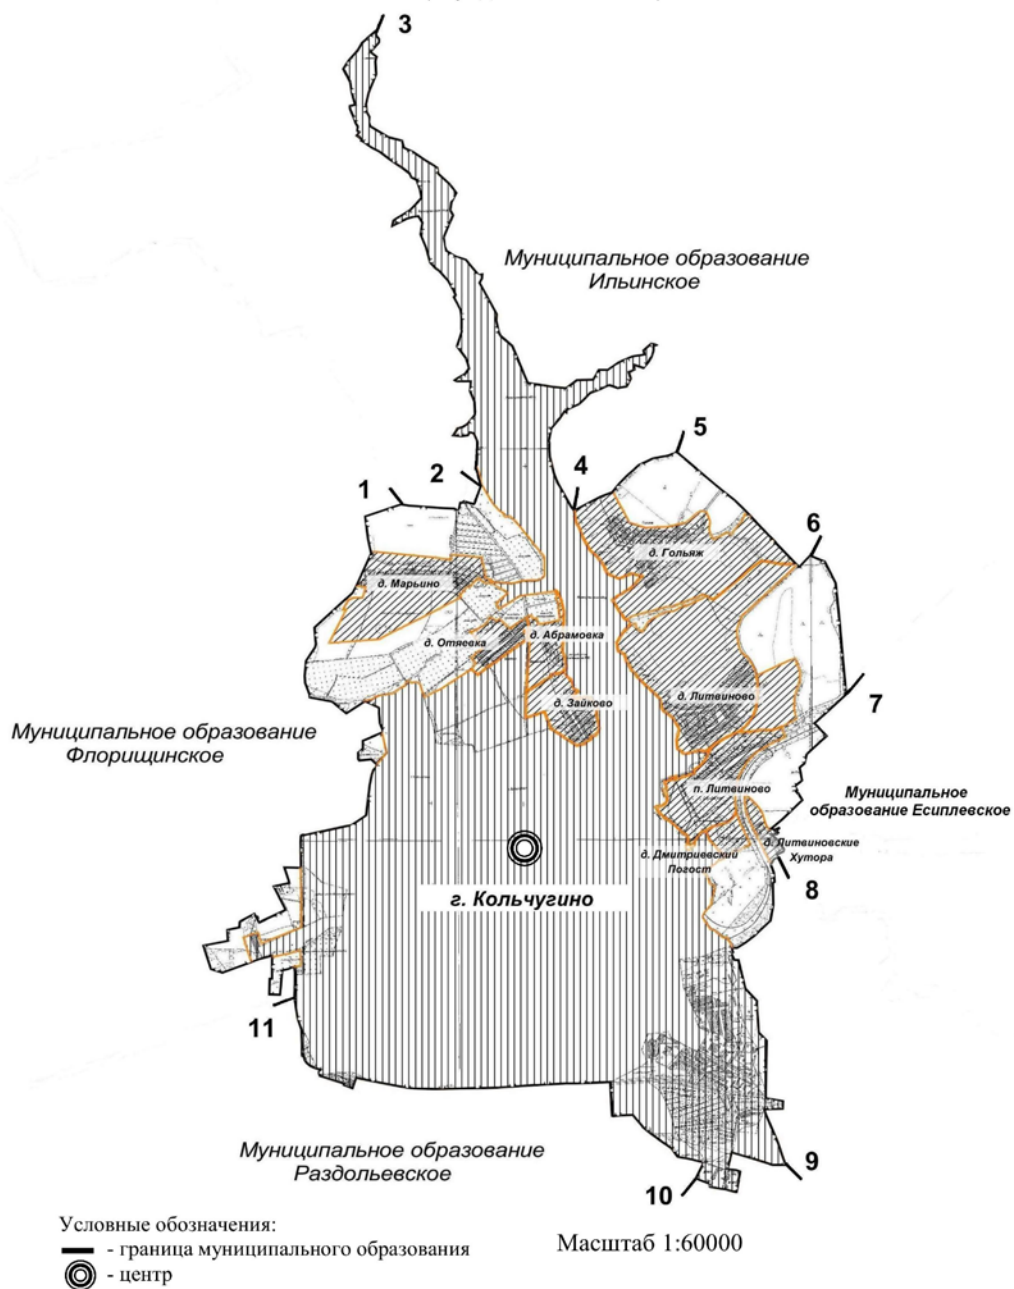 3
Муниципальное образование
Ильинское
5
2
4
1
6
д. Гольяж
д. Марьино
д. Абрамовка
д. Отяевка
д. Литвиново
7
д. Зайково
Муниципальное образование
Флорищинское
п. Литвиново
Муниципальное
образование Есиплевское
д. Литвиновские
Хутора
д. Дмитриевский
Погост
8
г. Кольчугино
11
Муниципальное образование
Раздольевское
9
10
Условные обозначения:
- граница муниципального образования
- центр
Масштаб 1:60000